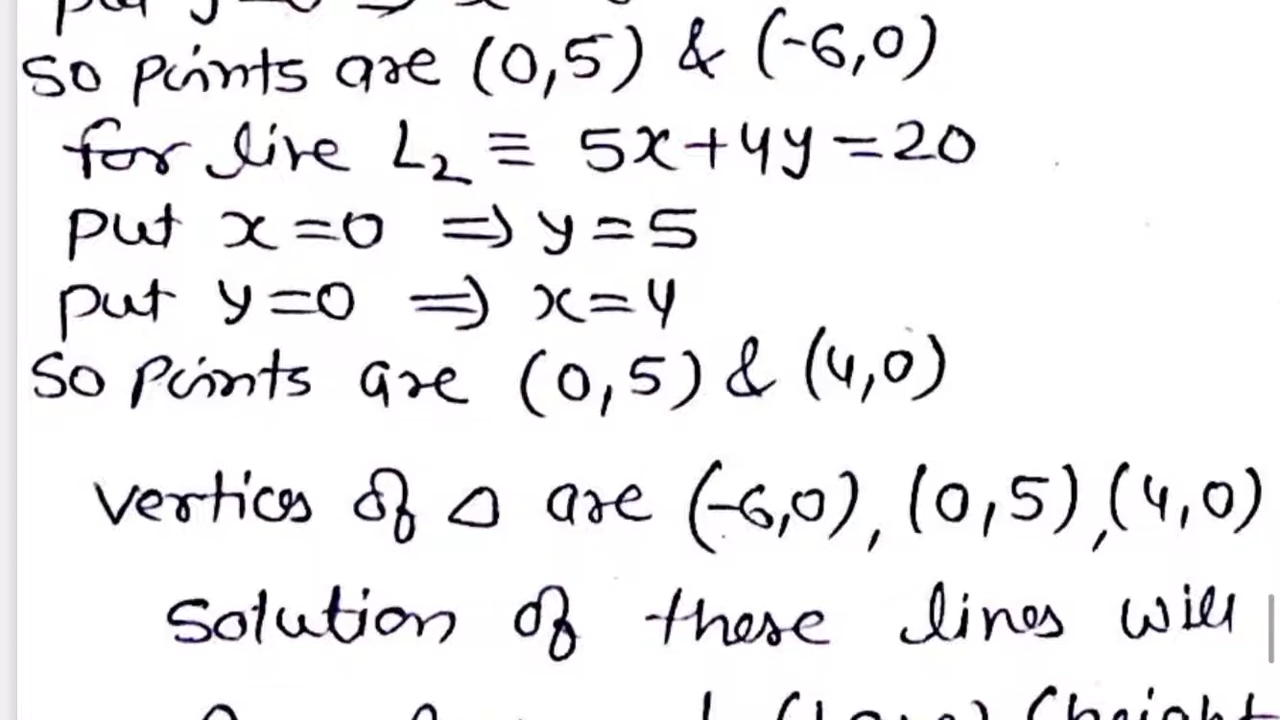 So points are (0,5) & (-6,0)
for line L₂ ≡ 5x+4y=20
put x=0 ⇒ y=5
put y=0 ⇒ x=4
So points are (0,5) & (4,0)
vertices of △ are (-6,0), (0,5), (4,0)
Solution of these lines will